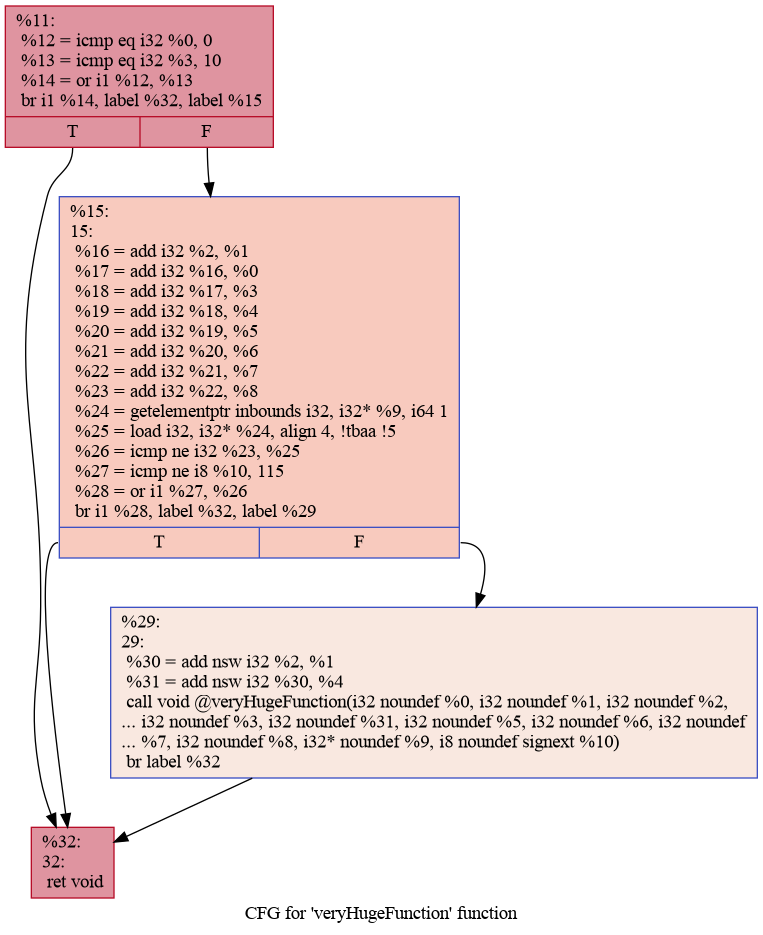 %11:
%12 = icmp eq i32 %0, 0
%13 = icmp eq i32 %3, 10
%14 = or i1 %12, %13
br i1 %14, label %32, label %15
T F
%15:
15:
%16 = add i32 %2, %1
%17 = add i32 %16, %0
%18 = add i32 %17, %3
%19 = add i32 %18, %4
%20 = add i32 %19, %5
%21 = add i32 %20, %6
%22 = add i32 %21, %7
%23 = add i32 %22, %8
%24 = getelementptr inbounds i32, i32* %9, i64 1
%25 = load i32, i32* %24, align 4, !tbaa !5
%26 = icmp ne i32 %23, %25
%27 = icmp ne i8 %10, 115
%28 = or i1 %27, %26
br i1 %28, label %32, label %29
T F
%29:
29:
%30 = add nsw i32 %2, %1
%31 = add nsw i32 %30, %4
call void @veryHugeFunction(i32 noundef %0, i32 noundef %1, i32 noundef %2,
... i32 noundef %3, i32 noundef %31, i32 noundef %5, i32 noundef %6, i32 noundef
... %7, i32 noundef %8, i32* noundef %9, i8 noundef signext %10)
br label %32
%32:
32:
ret void
CFG for 'veryHugeFunction' function